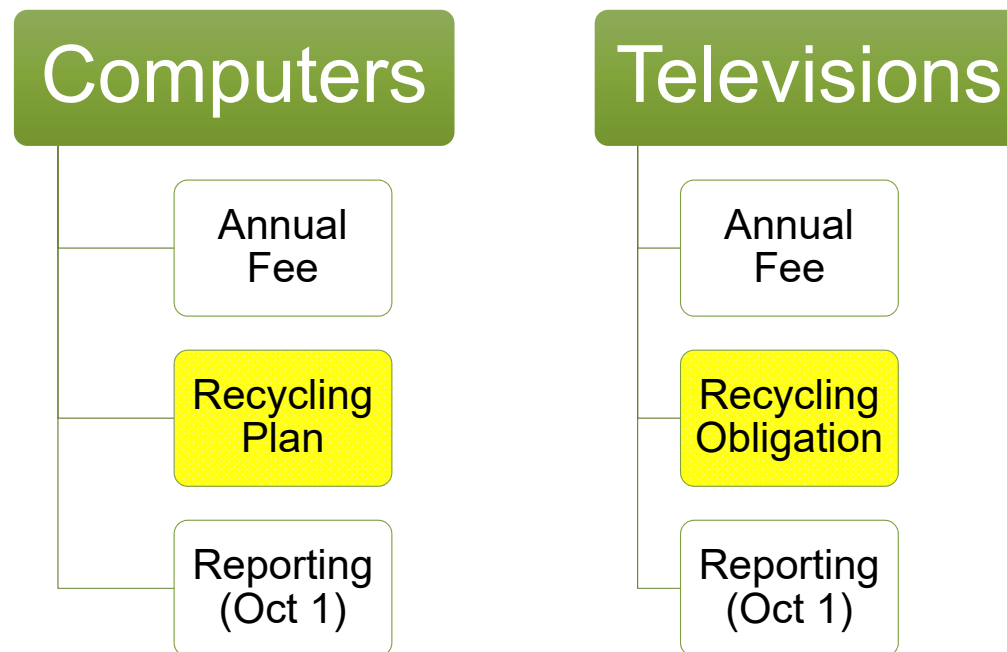 Computers
Annual
Fee
Recycling
Plan
Reporting
(Oct 1)
Televisions
Annual
Fee
Recycling
Obligation
Reporting
(Oct 1)